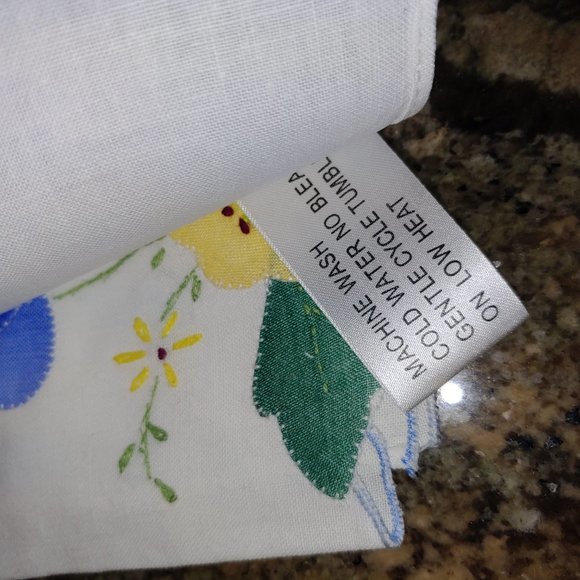 MACHINE WASH
COLD WATER NO BLEA
GENTLE CYCLE TUMBL
ON LOW HEAT